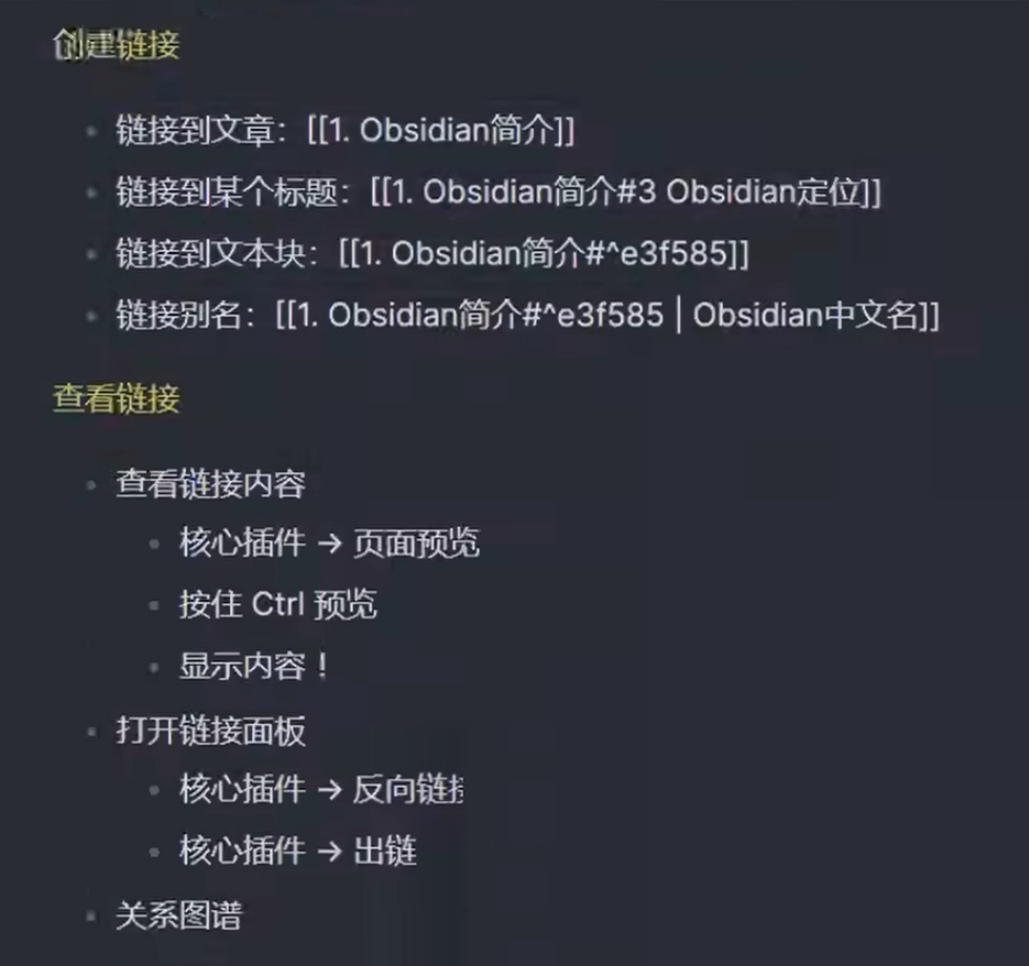 创建链接
链接到文章：[[1. Obsidian简介]]
链接到某个标题：[[1. Obsidian简介#3 Obsidian定位]]
链接到文本块：[[1. Obsidian简介#^e3f585]]
链接别名：[[1. Obsidian简介#^e3f585 | Obsidian中文名]]
查看链接
查看链接内容
核心插件 → 页面预览
按住 Ctrl 预览
显示内容！
打开链接面板
核心插件 → 反向链接
核心插件 → 出链
关系图谱